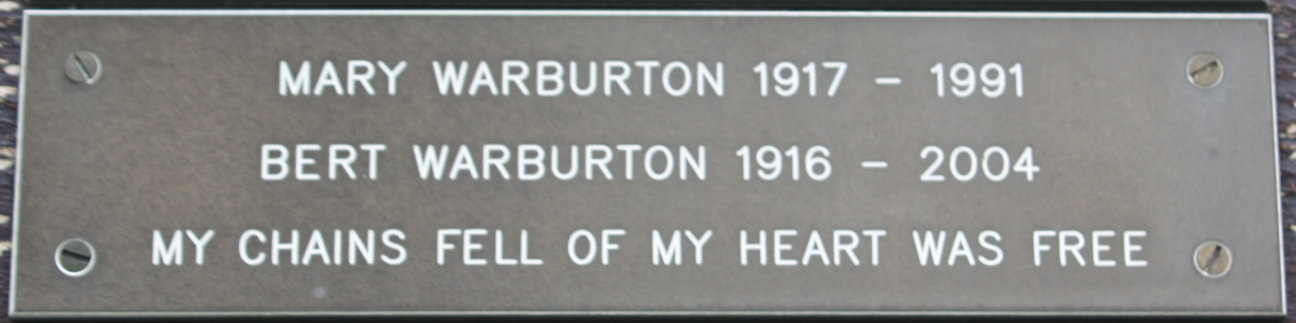 MARY WARBURTON 1917 – 1991
BERT WARBURTON 1916 – 2004
MY CHAINS FELL OF MY HEART WAS FREE